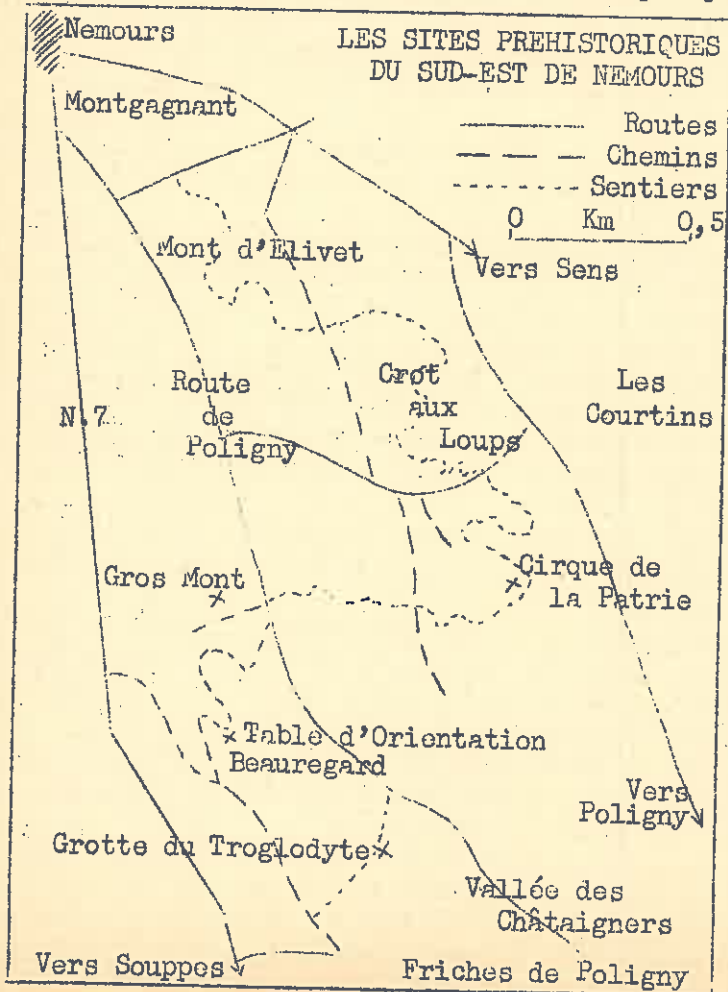 Nemours
LES SITES PREHISTORIQUES
DU SUD-EST DE NEMOURS
Montgagnant
Routes
Chemins
Sentiers
0 Km 0,5
Mont d'Elivet
Vers Sens
Route
de
Poligny
N.7
Crot
aux
Loups
Les
Courtins
Gros Mont
Cirque de
la Patrie
Table d'Orientation
Beauregard
Vers
Poligny
Grotte du Troglodyte
Vallée des
Châtaigners
Vers Souppes
Friches de Poligny